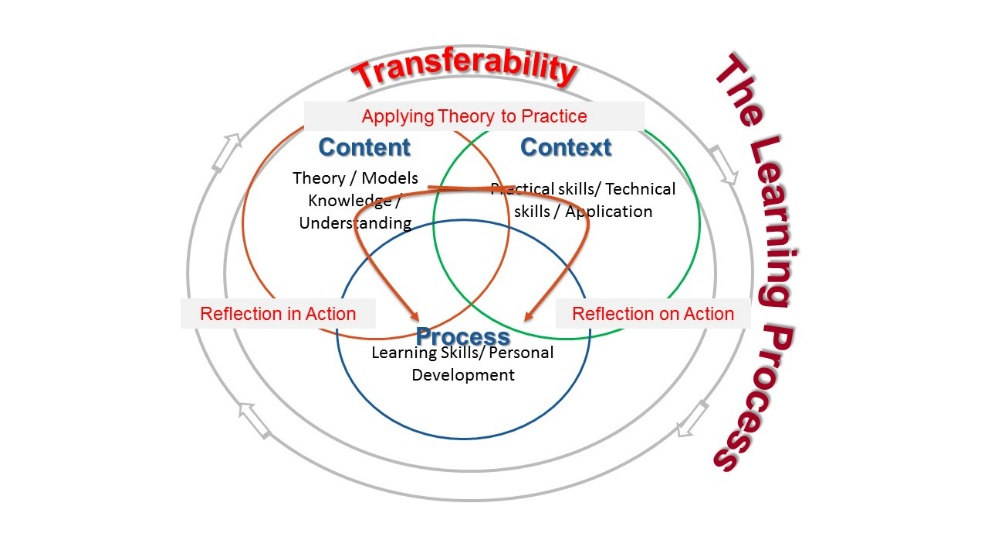 Transferability
The Learning Process
Applying Theory to Practice
Content
Context
Theory / Models
Knowledge /
Understanding
Practical skills/ Technical
skills / Application
Reflection in Action
Reflection on Action
Process
Learning Skills/ Personal
Development